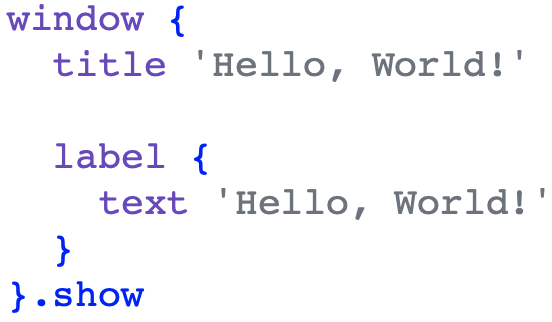 window {
  title 'Hello, World!'

  label {
    text 'Hello, World!'
  }
}.show